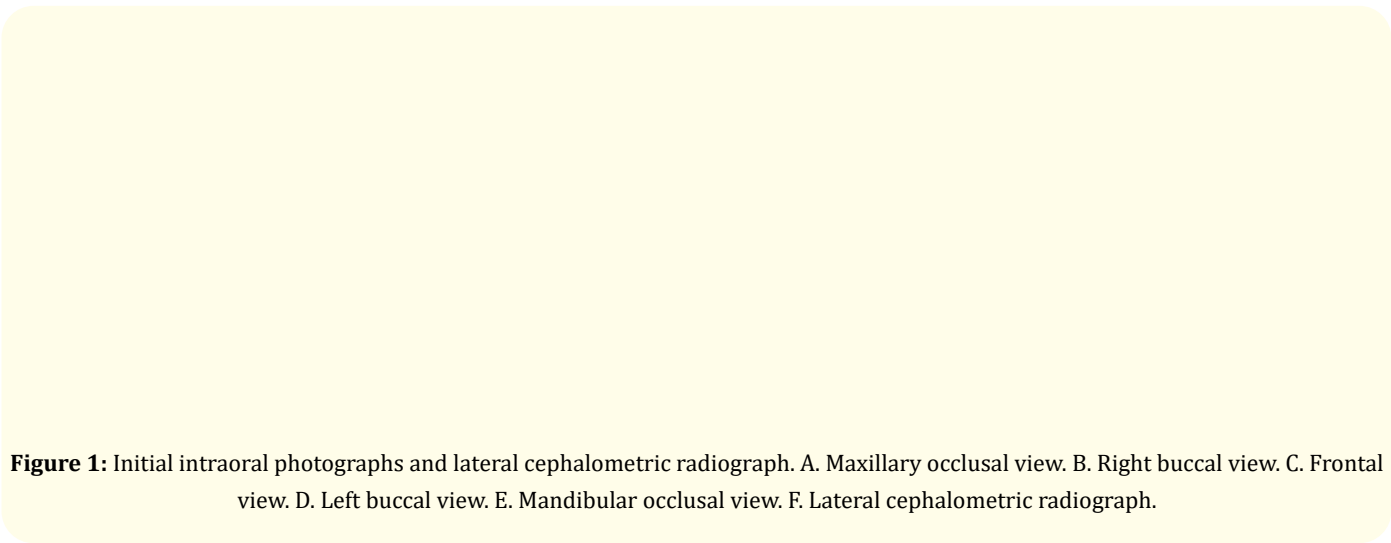 Figure 1: Initial intraoral photographs and lateral cephalometric radiograph. A. Maxillary occlusal view. B. Right buccal view. C. Frontal
view. D. Left buccal view. E. Mandibular occlusal view. F. Lateral cephalometric radiograph.